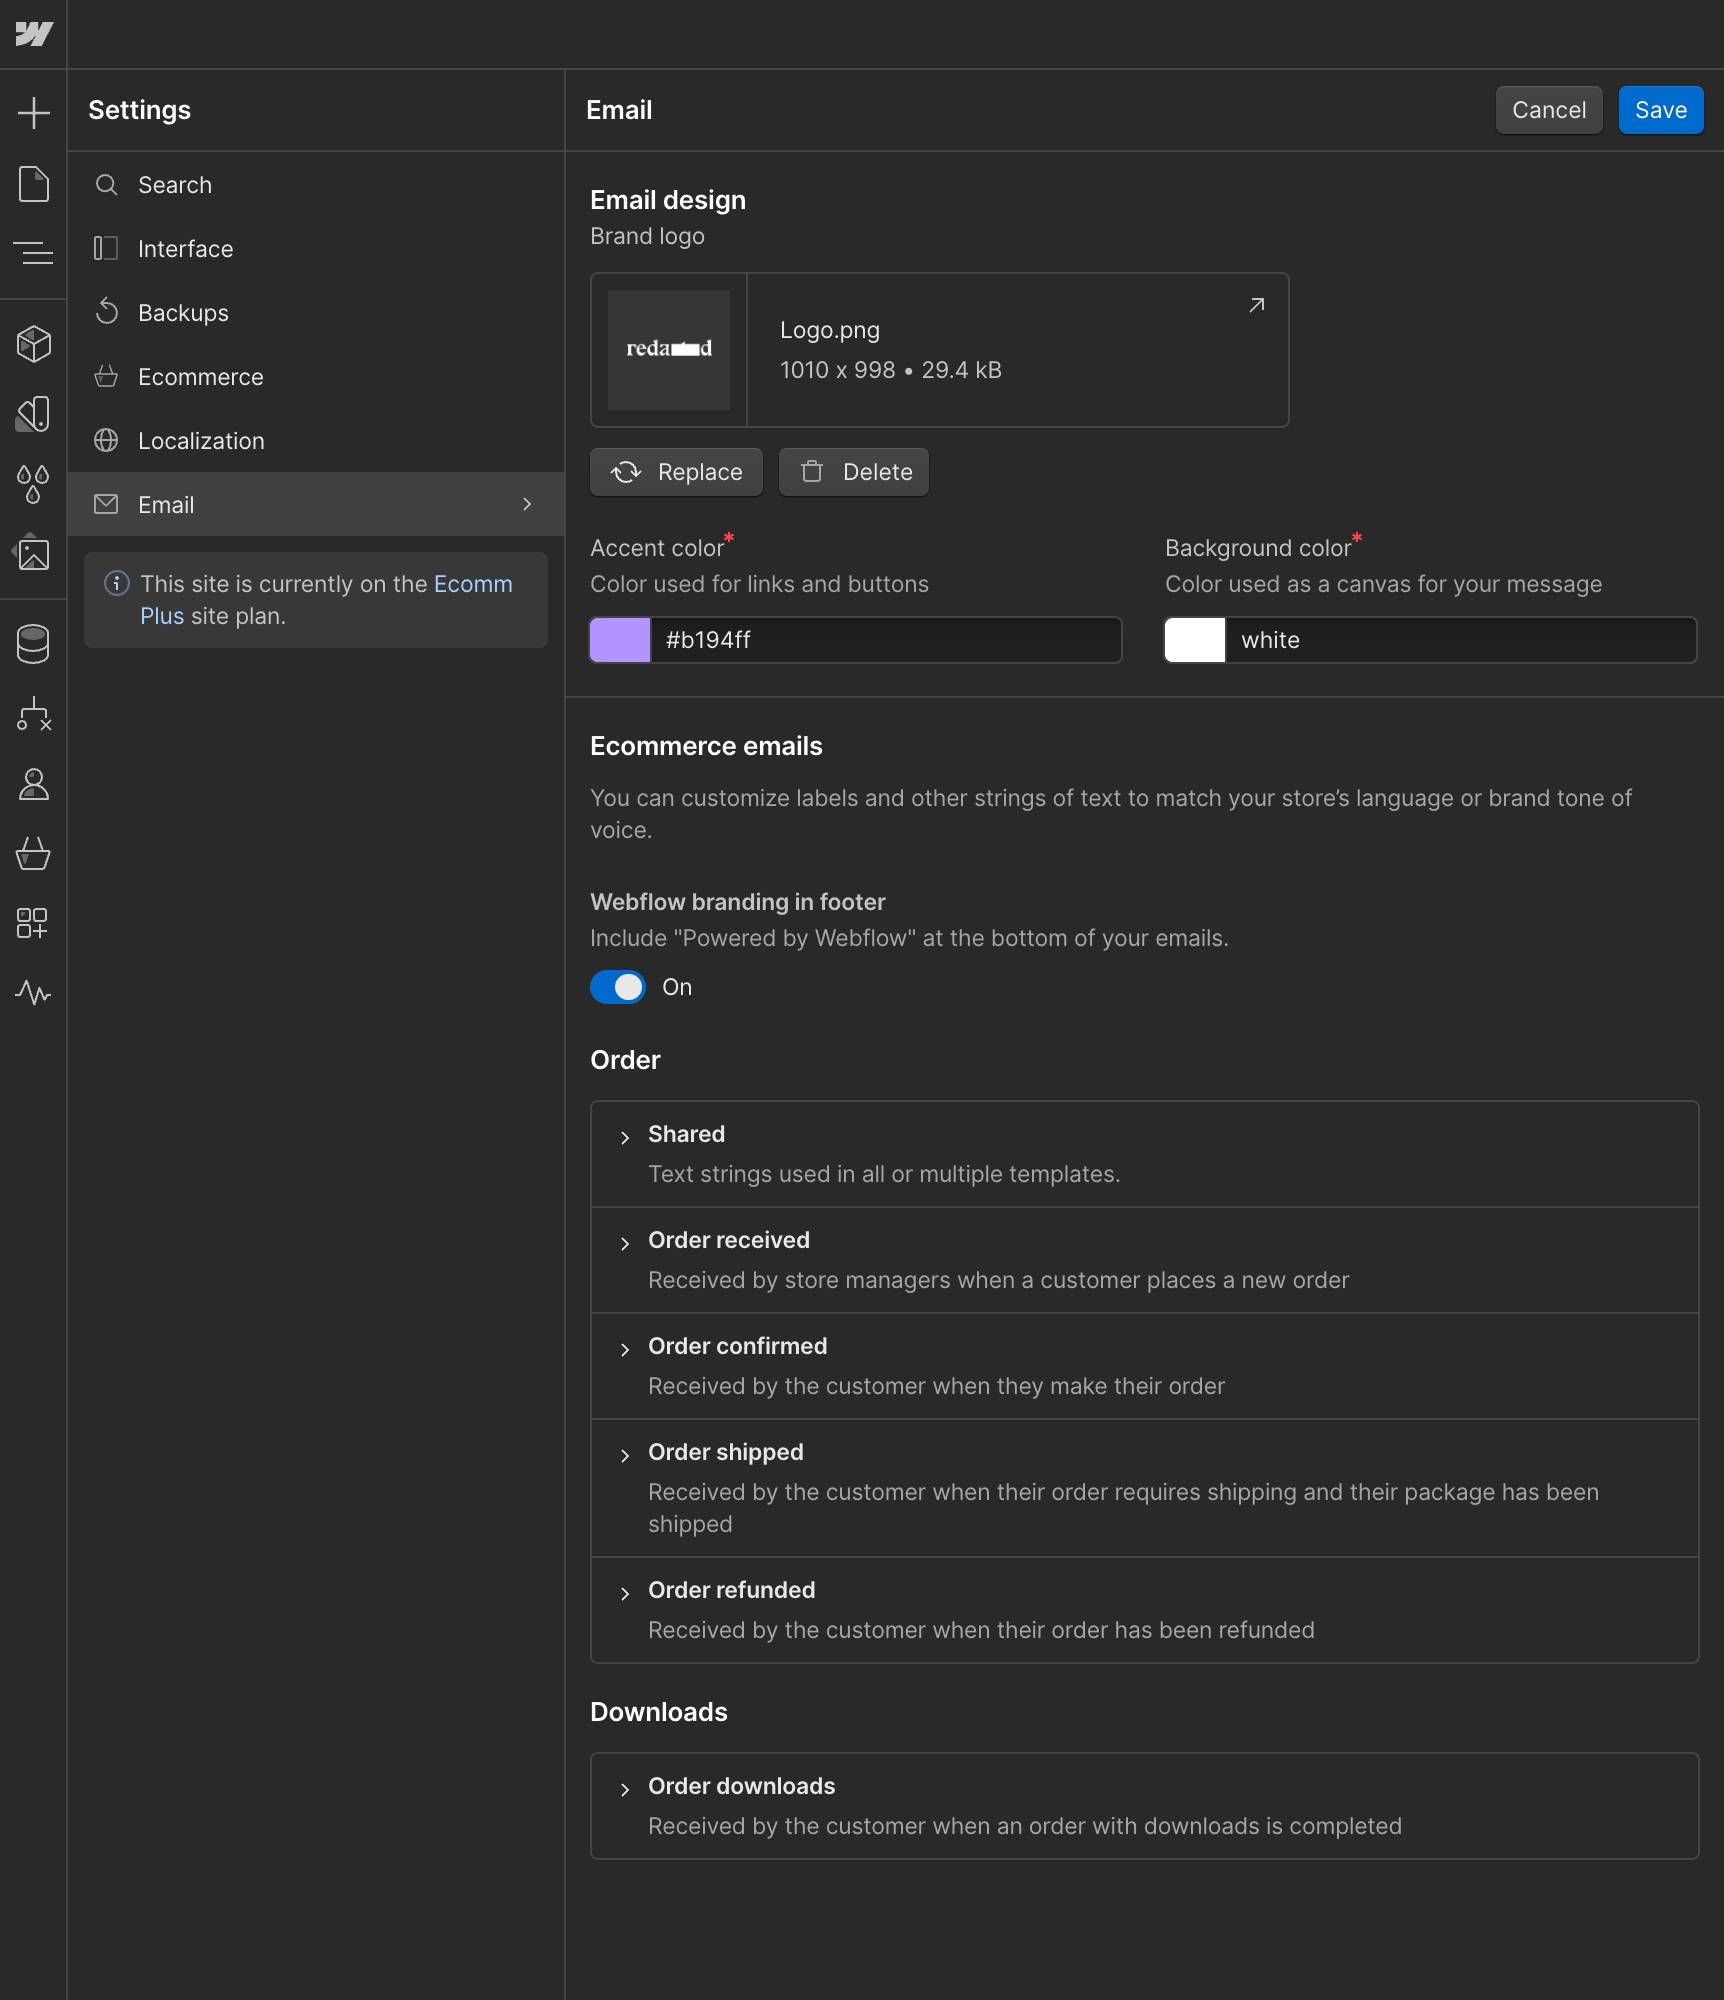 Settings
Email
Cancel
Save
Search
Interface
Backups
Ecommerce
Localization
Email
This site is currently on the Ecomm
Plus site plan.
Email design
Brand logo
Logo.png
1010 x 998 • 29.4 kB
Replace
Delete
Accent color*
Color used for links and buttons
#b194ff
Background color*
Color used as a canvas for your message
white
Ecommerce emails
You can customize labels and other strings of text to match your store’s language or brand tone of
voice.
Webflow branding in footer
Include "Powered by Webflow" at the bottom of your emails.
On
Order
Shared
Text strings used in all or multiple templates.
Order received
Received by store managers when a customer places a new order
Order confirmed
Received by the customer when they make their order
Order shipped
Received by the customer when their order requires shipping and their package has been
shipped
Order refunded
Received by the customer when their order has been refunded
Downloads
Order downloads
Received by the customer when an order with downloads is completed